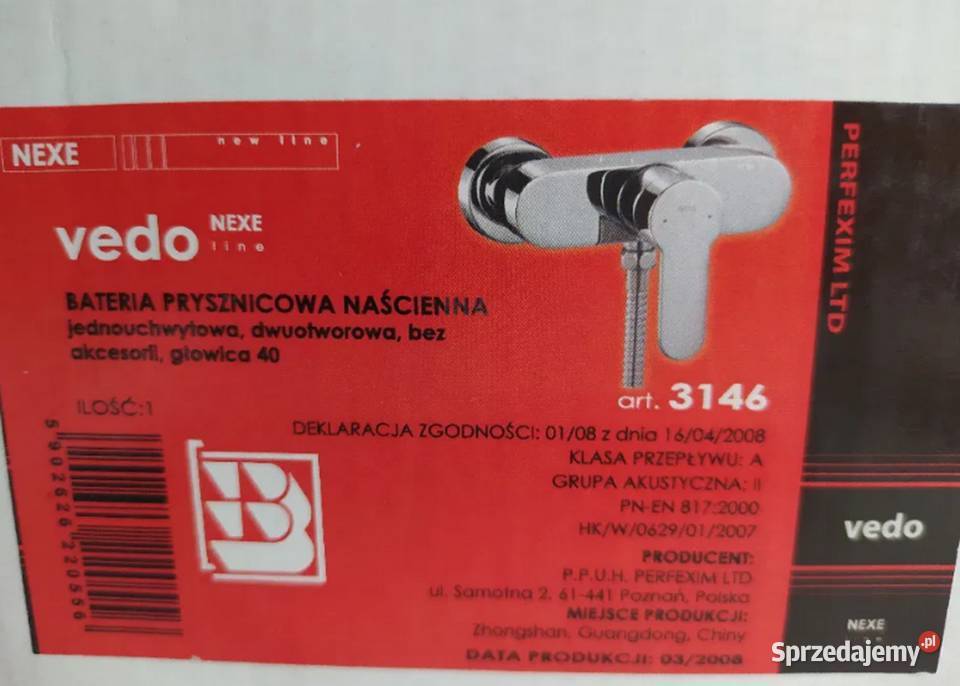 NEXE
new line
vedo NEXE
line
BATERIA PRYSZNICOWA NAŚCIENNA
jednouchwytowa, dwuotworowa, bez
akcesorii, głowica 40
ILOŚĆ:1
5902626220556
art. 3146
DEKLARACJA ZGODNOŚCI: 01/08 z dnia 16/04/2008
KLASA PRZEPŁYWU: A
GRUPA AKUSTYCZNA: II
PN-EN 817:2000
HK/W/0629/01/2007
PRODUCENT:
P.P.U.H. PERFEXIM LTD
ul. Samotna 2, 61-441 Poznań, Polska
MIEJSCE PRODUKCJI:
Zhongshan, Guangdong, Chiny
DATA PRODUKCJI: 03/2008
PERFEXIM LTD
vedo
NEXE
Sprzedajemy.pl